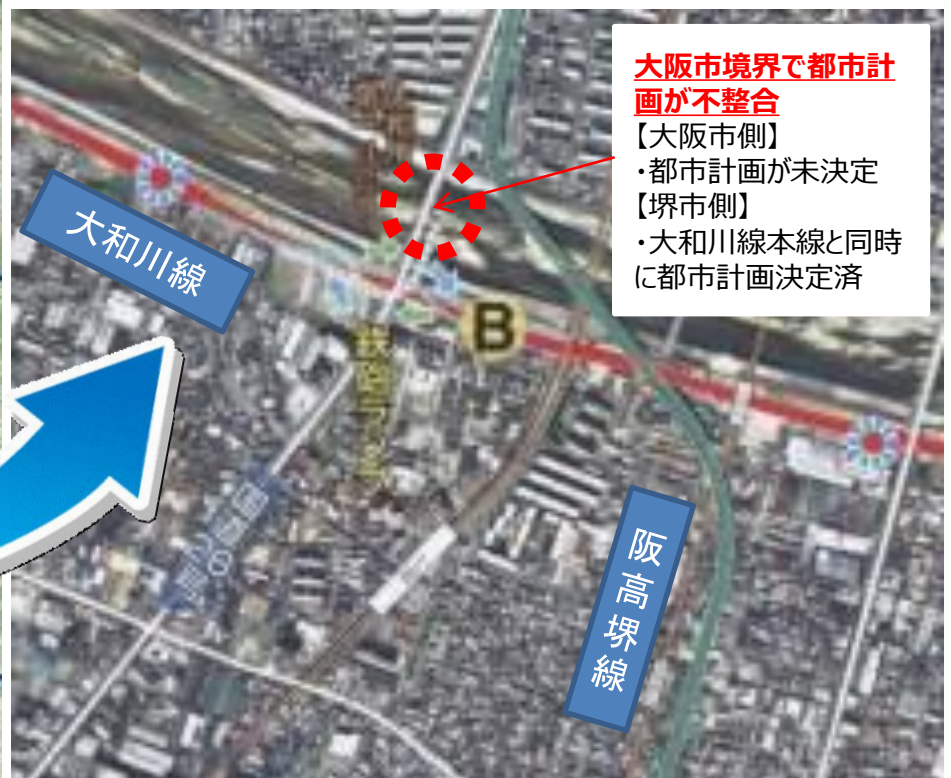 大阪市境界で都市計
画が不整合
【大阪市側】
・都市計画が未決定
【堺市側】
・大和川線本線と同時
に都市計画決定済
大和川線
B
阪高堺線